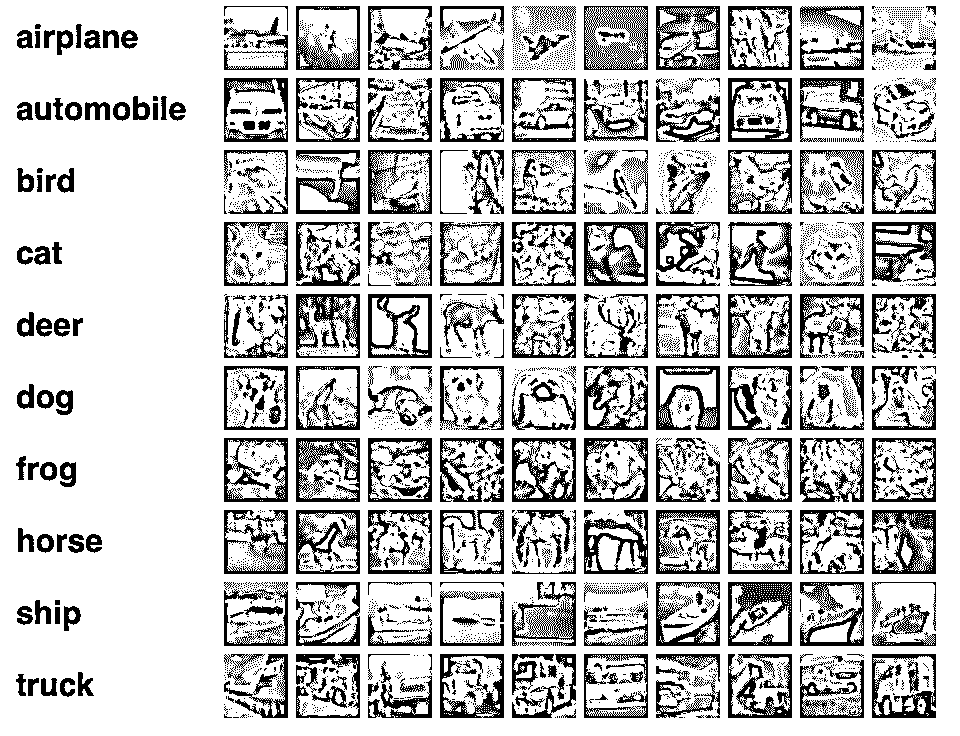 airplane
automobile
bird
cat
deer
dog
frog
horse
ship
truck